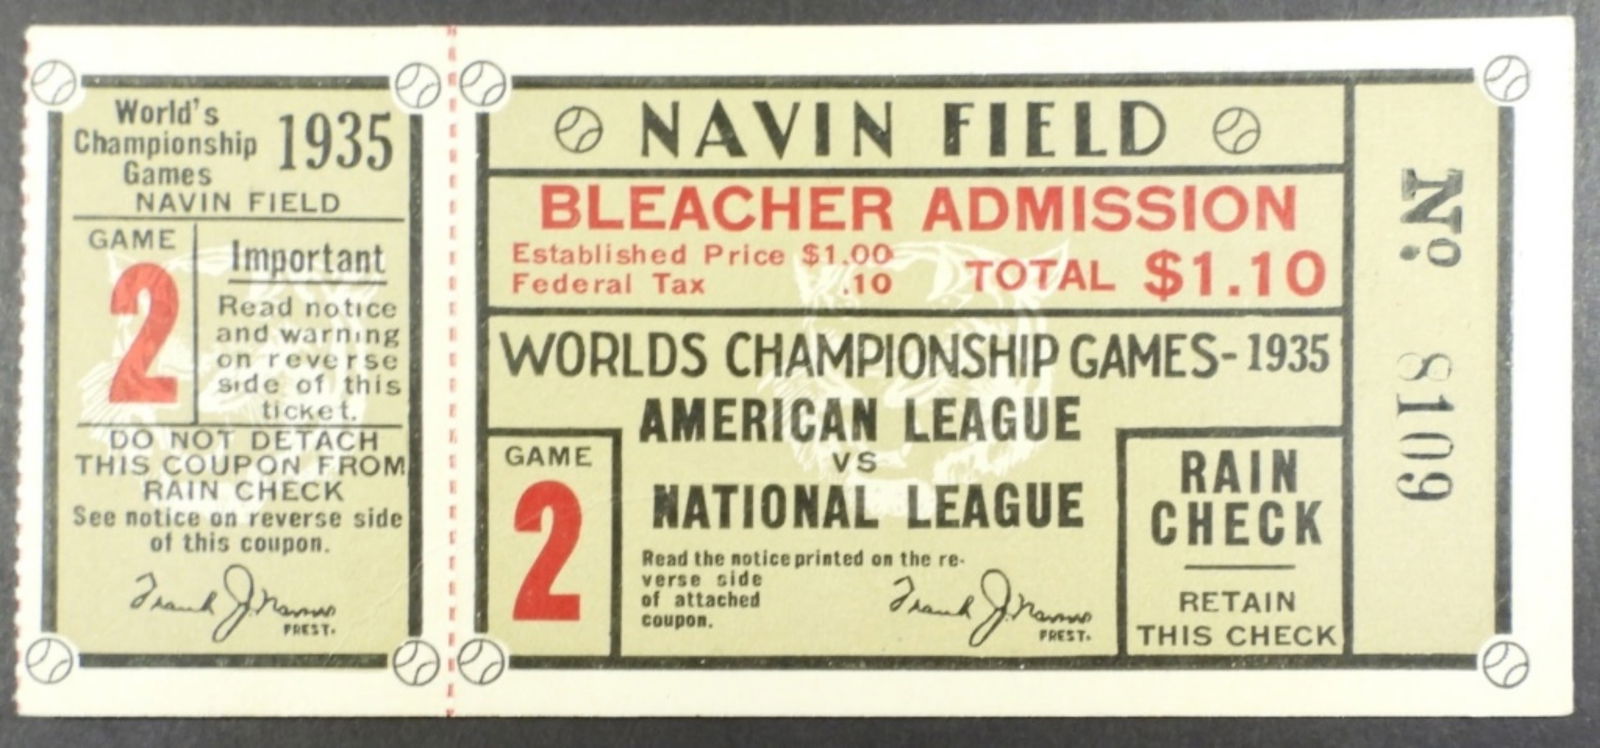 World's
Championship
Games
1935
NAVIN FIELD
GAME
2
Important
Read notice
and warning
on reverse
side of this
ticket.
DO NOT DETACH
THIS COUPON FROM
RAIN CHECK
See notice on reverse side
of this coupon.
Frank J. Navin
PREST.
NAVIN FIELD
BLEACHER ADMISSION
Established Price $1.00
Federal Tax .10
TOTAL $1.10
WORLDS CHAMPIONSHIP GAMES-1935
AMERICAN LEAGUE
VS
NATIONAL LEAGUE
GAME
2
Read the notice printed on the re-
verse side
of attached
coupon.
Frank J. Navin
PREST.
RAIN
CHECK
RETAIN
THIS CHECK
No. 8109